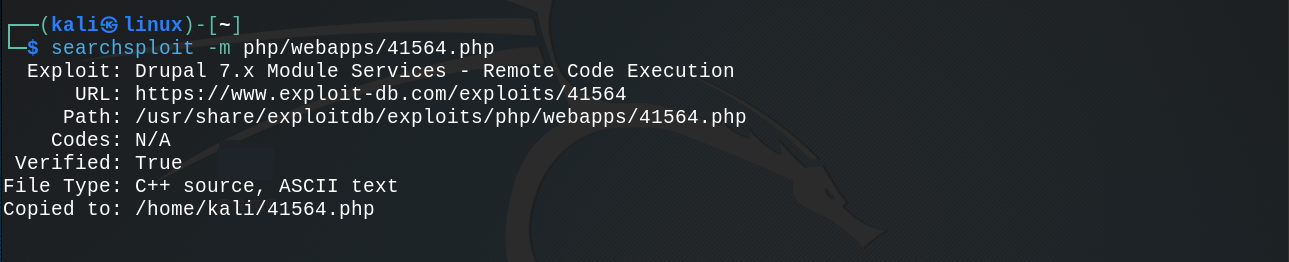 ┌──(kali㉿linux)-[~]
└─$ searchsploit -m php/webapps/41564.php
  Exploit: Drupal 7.x Module Services - Remote Code Execution
      URL: https://www.exploit-db.com/exploits/41564
     Path: /usr/share/exploitdb/exploits/php/webapps/41564.php
    Codes: N/A
 Verified: True
File Type: C++ source, ASCII text
Copied to: /home/kali/41564.php